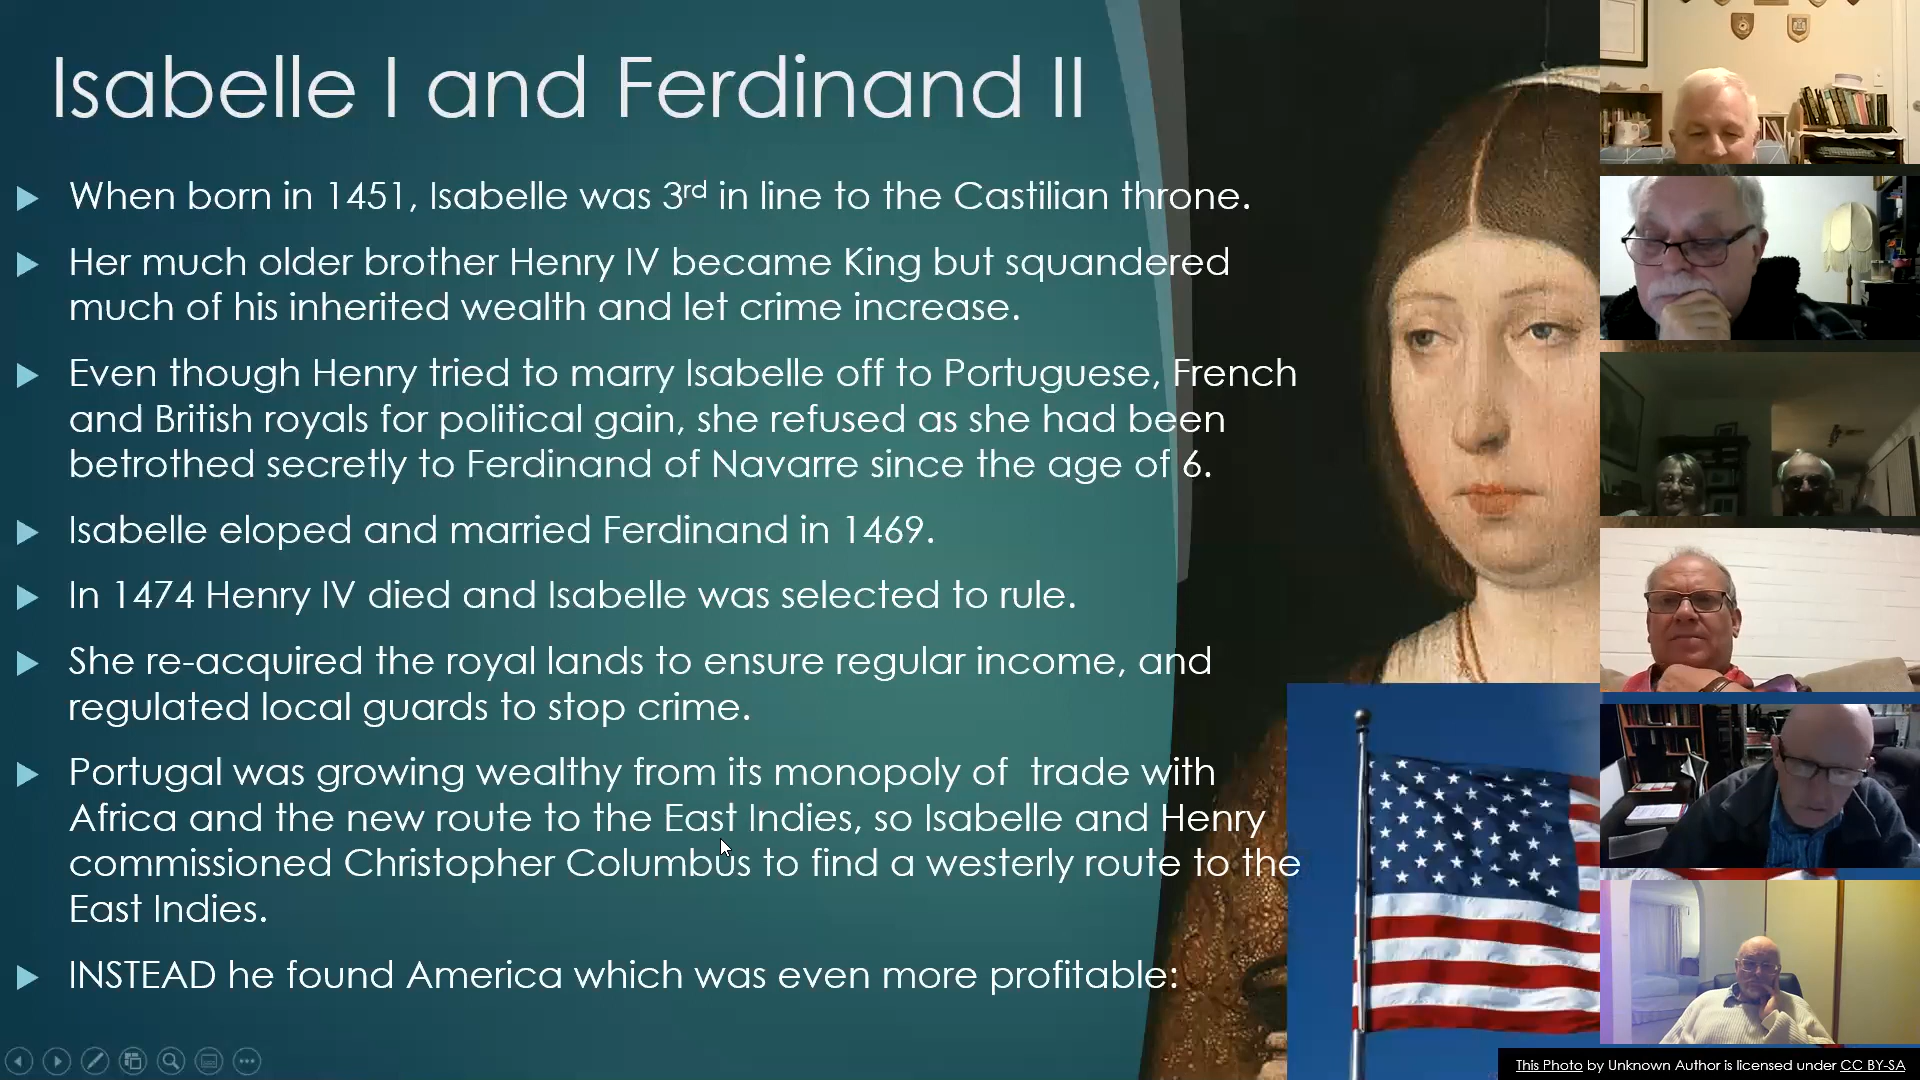 Isabelle I and Ferdinand II
When born in 1451, Isabelle was 3rd in line to the Castilian throne.
Her much older brother Henry IV became King but squandered
much of his inherited wealth and let crime increase.
Even though Henry tried to marry Isabelle off to Portuguese, French
and British royals for political gain, she refused as she had been
betrothed secretly to Ferdinand of Navarre since the age of 6.
Isabelle eloped and married Ferdinand in 1469.
In 1474 Henry IV died and Isabelle was selected to rule.
She re-acquired the royal lands to ensure regular income, and
regulated local guards to stop crime.
Portugal was growing wealthy from its monopoly of  trade with
Africa and the new route to the East Indies, so Isabelle and Henry
commissioned Christopher Columbus to find a westerly route to the
East Indies.
INSTEAD he found America which was even more profitable:
This Photo by Unknown Author is licensed under CC BY-SA